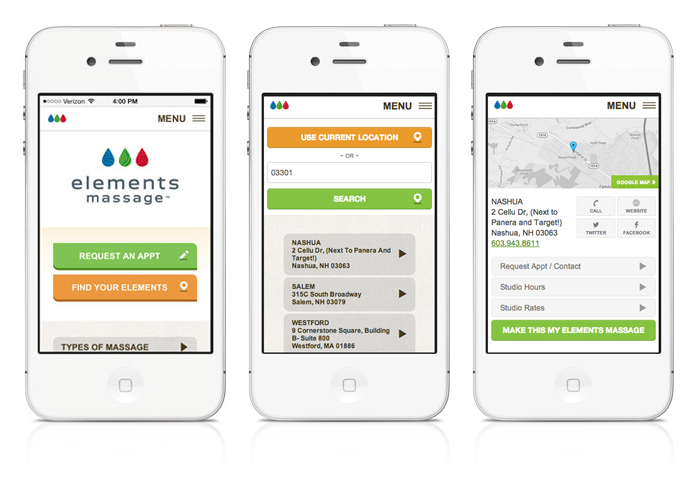 Verizon 4:00 PM
MENU
elements
massage™
REQUEST AN APPT
FIND YOUR ELEMENTS
TYPES OF MASSAGE
MENU
USE CURRENT LOCATION
- OR -
03301
SEARCH
NASHUA
2 Cellu Dr, (Next To Panera And
Target!)
Nashua, NH 03063
SALEM
315C South Broadway
Salem, NH 03079
WESTFORD
9 Cornerstone Square, Building
B- Suite 800
Westford, MA 01886
MENU
GOOGLE MAP
NASHUA
2 Cellu Dr, (Next to
Panera and Target!)
Nashua, NH 03063
603.943.8611
CALL
WEBSITE
TWITTER
FACEBOOK
Request Appt / Contact
Studio Hours
Studio Rates
MAKE THIS MY ELEMENTS MASSAGE